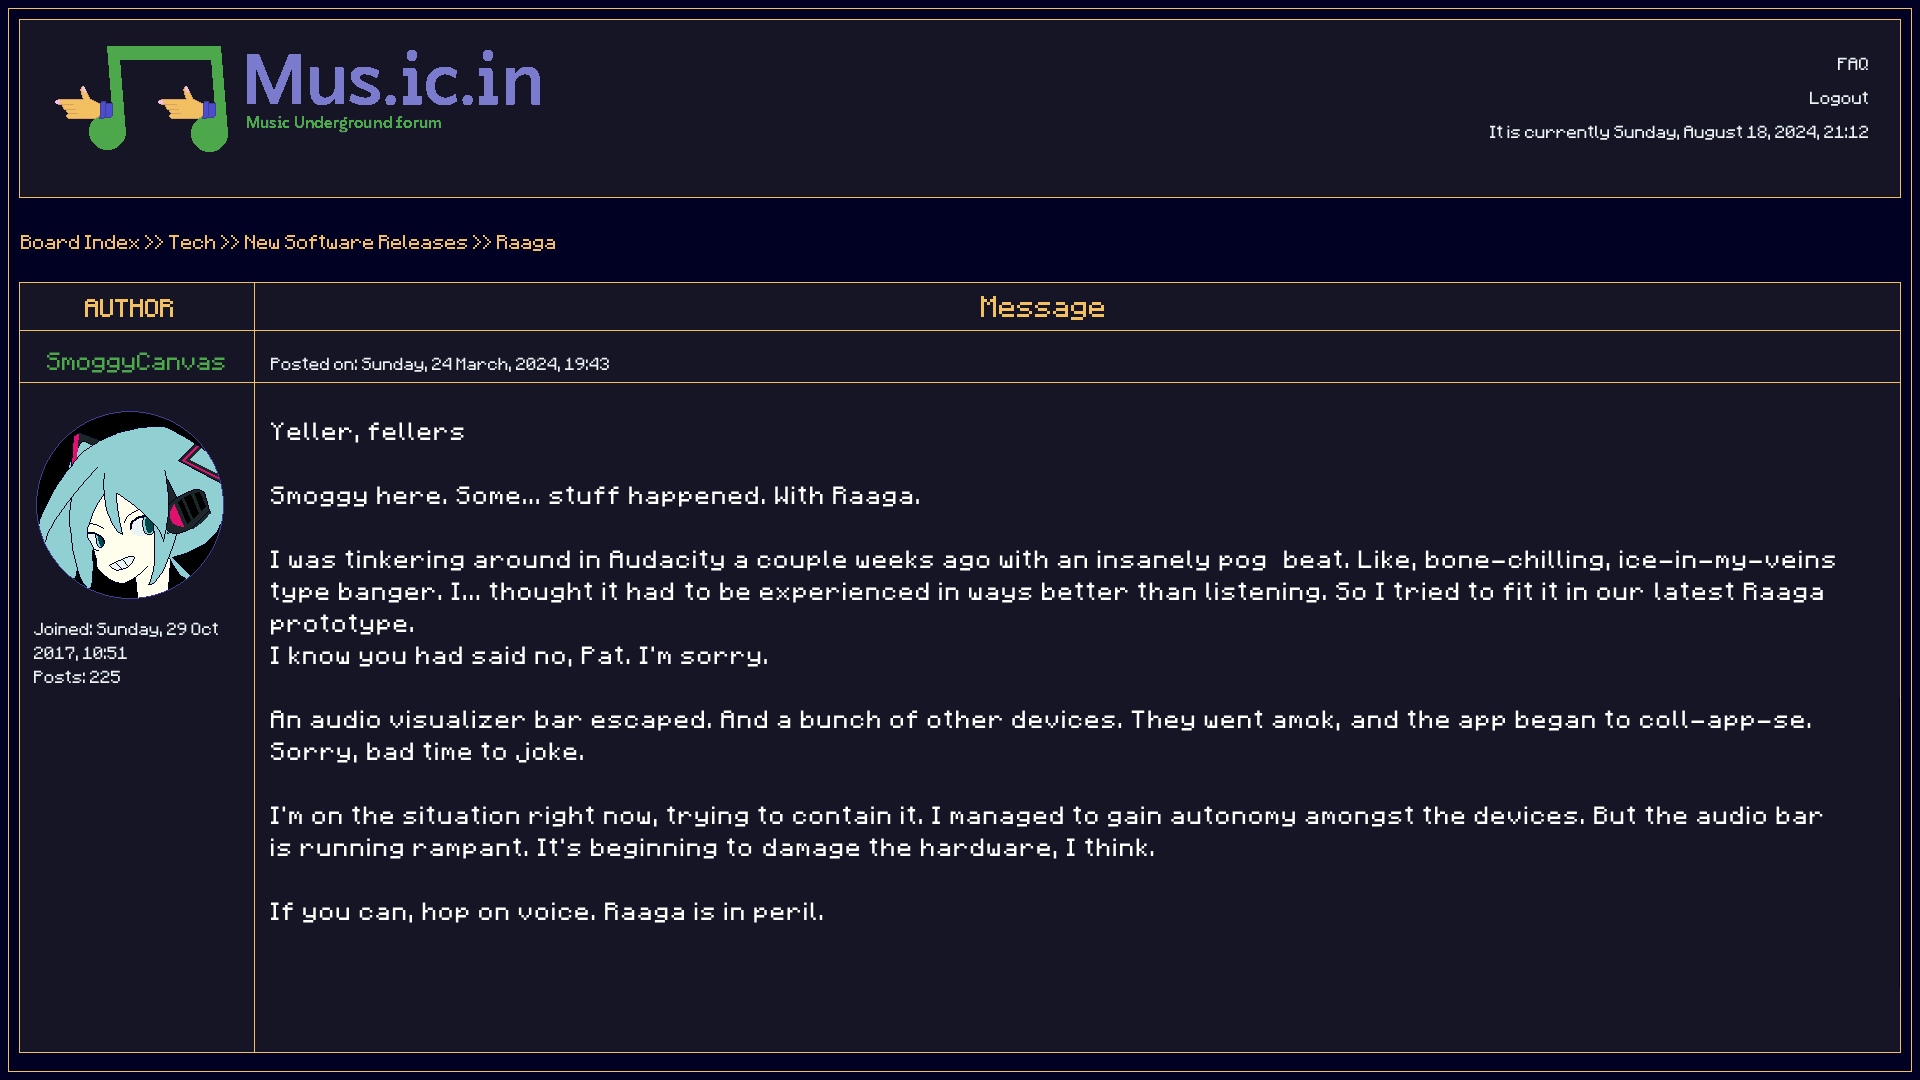 Mus.ic.in
Music Underground forum
FAQ
Logout
It is currently Sunday, August 18, 2024, 21:12
Board Index >> Tech >> New Software Releases >> Raaga
AUTHOR
Message
SmoggyCanvas
Posted on: Sunday, 24 March, 2024, 19:43
Joined: Sunday, 29 Oct
2017, 10:51
Posts: 225
Yeller, fellers
Smoggy here. Some... stuff happened. With Raaga.
I was tinkering around in Audacity a couple weeks ago with an insanely pog  beat. Like, bone-chilling, ice-in-my-veins
type banger. I... thought it had to be experienced in ways better than listening. So I tried to fit it in our latest Raaga
prototype.
I know you had said no, Pat. I'm sorry.
An audio visualizer bar escaped. And a bunch of other devices. They went amok, and the app began to coll-app-se.
Sorry, bad time to joke.
I'm on the situation right now, trying to contain it. I managed to gain autonomy amongst the devices. But the audio bar
is running rampant. It's beginning to damage the hardware, I think.
If you can, hop on voice. Raaga is in peril.